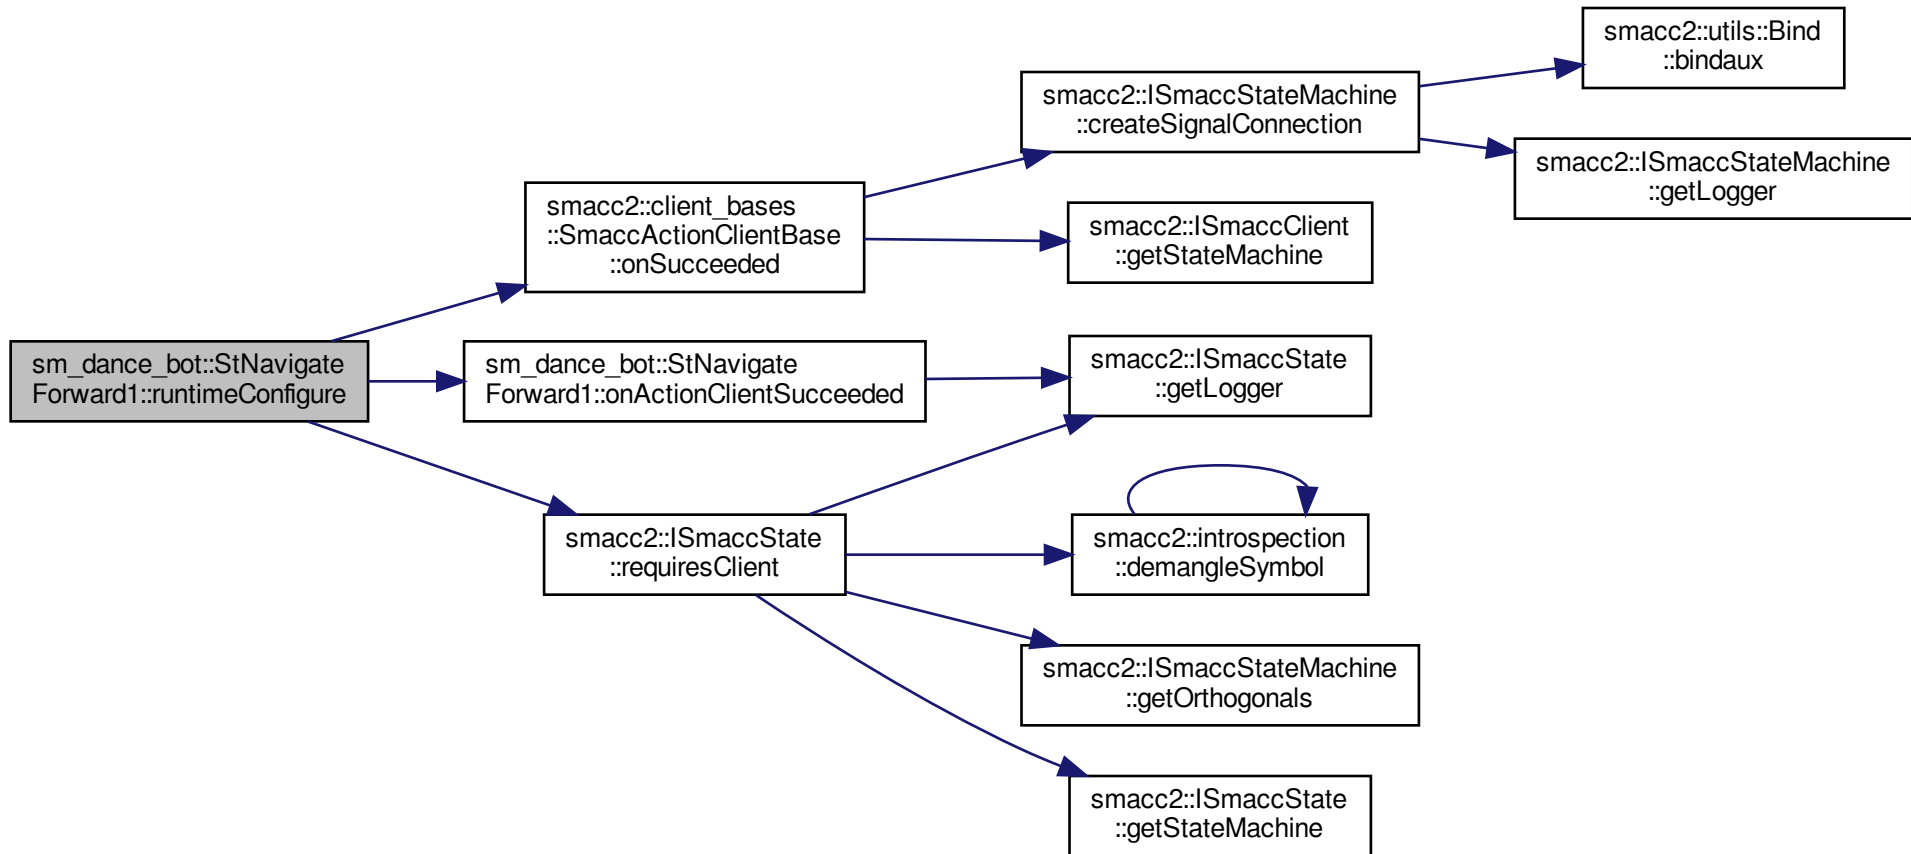 sm_dance_bot::StNavigate
Forward1::runtimeConfigure
smacc2::client_bases
::SmaccActionClientBase
::onSucceeded
sm_dance_bot::StNavigate
Forward1::onActionClientSucceeded
smacc2::ISmaccState
::requiresClient
smacc2::ISmaccStateMachine
::createSignalConnection
smacc2::ISmaccClient
::getStateMachine
smacc2::ISmaccState
::getLogger
smacc2::introspection
::demangleSymbol
smacc2::ISmaccStateMachine
::getOrthogonals
smacc2::ISmaccState
::getStateMachine
smacc2::utils::Bind
::bindaux
smacc2::ISmaccStateMachine
::getLogger